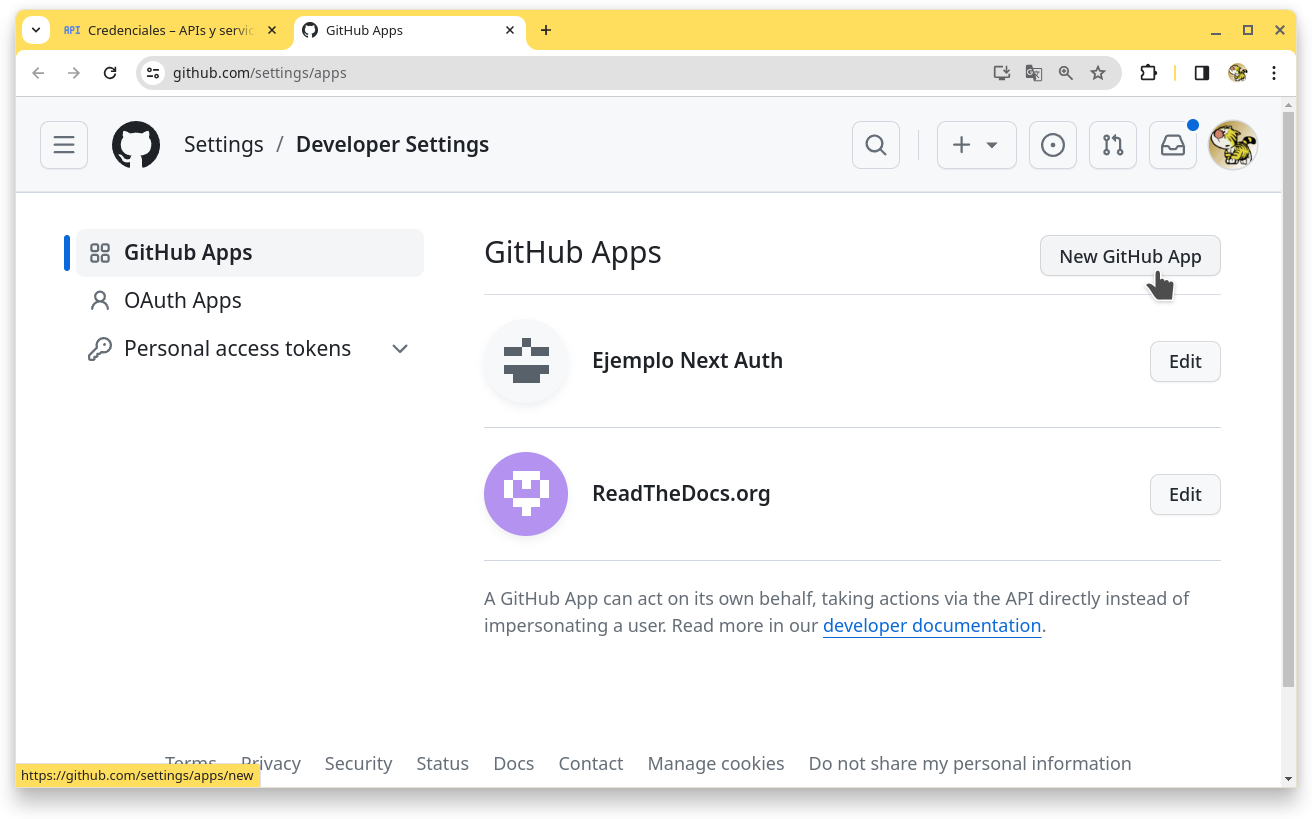 API Credenciales – APIs y servic
GitHub Apps
github.com/settings/apps
Settings / Developer Settings
GitHub Apps
OAuth Apps
Personal access tokens
GitHub Apps
New GitHub App
Ejemplo Next Auth
Edit
ReadTheDocs.org
Edit
A GitHub App can act on its own behalf, taking actions via the API directly instead of
impersonating a user. Read more in our developer documentation.
Terms Privacy Security Status Docs Contact Manage cookies Do not share my personal information
https://github.com/settings/apps/new